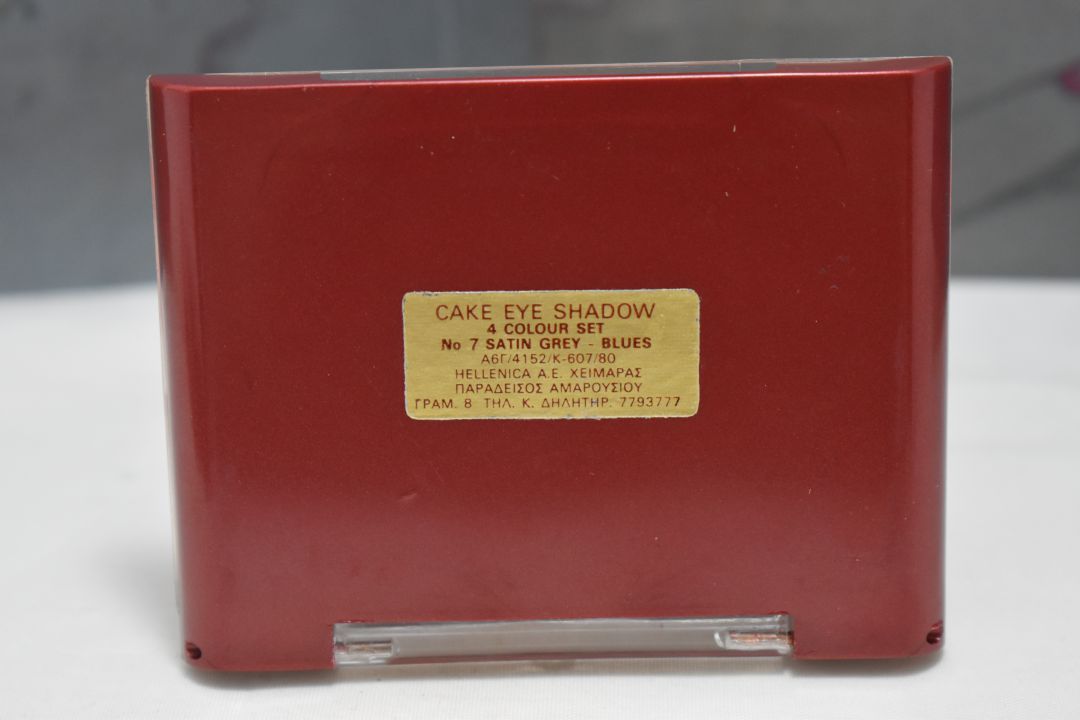 CAKE EYE SHADOW
4 COLOUR SET
No 7 SATIN GREY - BLUES
Α6Γ/4152/Κ-607/80
HELLENICA A.E. ΧΕΙΜΑΡΑΣ
ΠΑΡΑΔΕΙΣΟΣ ΑΜΑΡΟΥΣΙΟΥ
ΓΡΑΜ. 8 ΤΗΛ. Κ. ΔΗΛΗΤΗΡ. 7793777